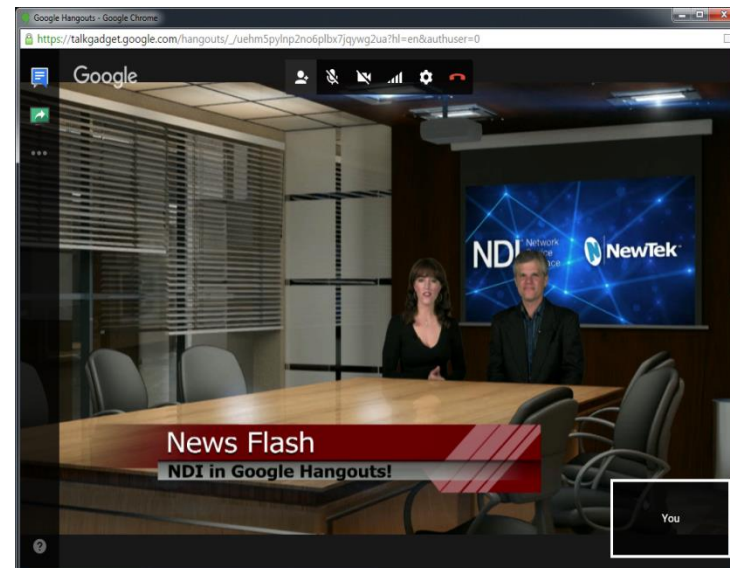 Google Hangouts - Google Chrome
https://talkgadget.google.com/hangouts/_/uehm5pylnp2no6plbx7jqywg2ua?hl=en&authuser=0
Google
NDI
Network
NewTek
News Flash
NDI in Google Hangouts!
You